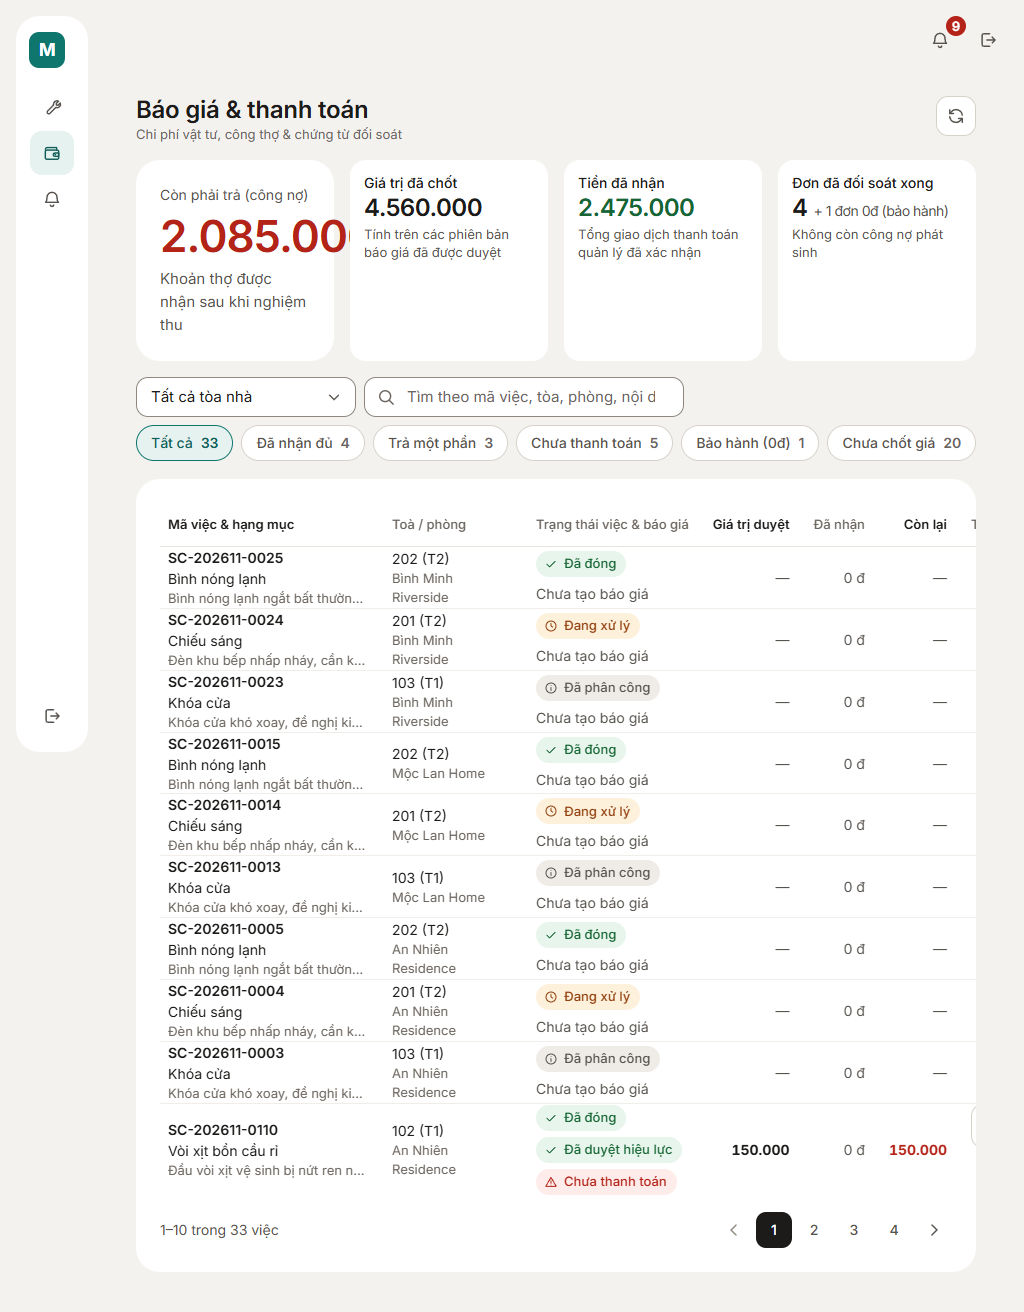 M
9
Báo giá & thanh toán
Chi phí vật tư, công thợ & chứng từ đối soát
Còn phải trả (công nợ)
2.085.00
Khoản thợ được
nhận sau khi nghiệm
thu
Giá trị đã chốt
4.560.000
Tính trên các phiên bản
báo giá đã được duyệt
Tiền đã nhận
2.475.000
Tổng giao dịch thanh toán
quản lý đã xác nhận
Đơn đã đối soát xong
4 + 1 đơn 0đ (bảo hành)
Không còn công nợ phát
sinh
Tất cả tòa nhà
Tìm theo mã việc, tòa, phòng, nội d
Tất cả 33
Đã nhận đủ 4
Trả một phần 3
Chưa thanh toán 5
Bảo hành (0đ) 1
Chưa chốt giá 20
Mã việc & hạng mục Toà / phòng Trạng thái việc & báo giá Giá trị duyệt Đã nhận Còn lại
SC-202611-0025
Bình nóng lạnh
Bình nóng lạnh ngắt bất thườn...
202 (T2)
Bình Minh
Riverside
Đã đóng
Chưa tạo báo giá
— 0 đ —
SC-202611-0024
Chiếu sáng
Đèn khu bếp nhấp nháy, cần k...
201 (T2)
Bình Minh
Riverside
Đang xử lý
Chưa tạo báo giá
— 0 đ —
SC-202611-0023
Khóa cửa
Khóa cửa khó xoay, đề nghị ki...
103 (T1)
Bình Minh
Riverside
Đã phân công
Chưa tạo báo giá
— 0 đ —
SC-202611-0015
Bình nóng lạnh
Bình nóng lạnh ngắt bất thườn...
202 (T2)
Mộc Lan Home
Đã đóng
Chưa tạo báo giá
— 0 đ —
SC-202611-0014
Chiếu sáng
Đèn khu bếp nhấp nháy, cần k...
201 (T2)
Mộc Lan Home
Đang xử lý
Chưa tạo báo giá
— 0 đ —
SC-202611-0013
Khóa cửa
Khóa cửa khó xoay, đề nghị ki...
103 (T1)
Mộc Lan Home
Đã phân công
Chưa tạo báo giá
— 0 đ —
SC-202611-0005
Bình nóng lạnh
Bình nóng lạnh ngắt bất thườn...
202 (T2)
An Nhiên
Residence
Đã đóng
Chưa tạo báo giá
— 0 đ —
SC-202611-0004
Chiếu sáng
Đèn khu bếp nhấp nháy, cần k...
201 (T2)
An Nhiên
Residence
Đang xử lý
Chưa tạo báo giá
— 0 đ —
SC-202611-0003
Khóa cửa
Khóa cửa khó xoay, đề nghị ki...
103 (T1)
An Nhiên
Residence
Đã phân công
Chưa tạo báo giá
— 0 đ —
SC-202611-0110
Vòi xịt bồn cầu rỉ
Đầu vòi xịt vệ sinh bị nứt ren n...
102 (T1)
An Nhiên
Residence
Đã đóng
Đã duyệt hiệu lực
Chưa thanh toán
150.000 0 đ 150.000
1–10 trong 33 việc
1 2 3 4